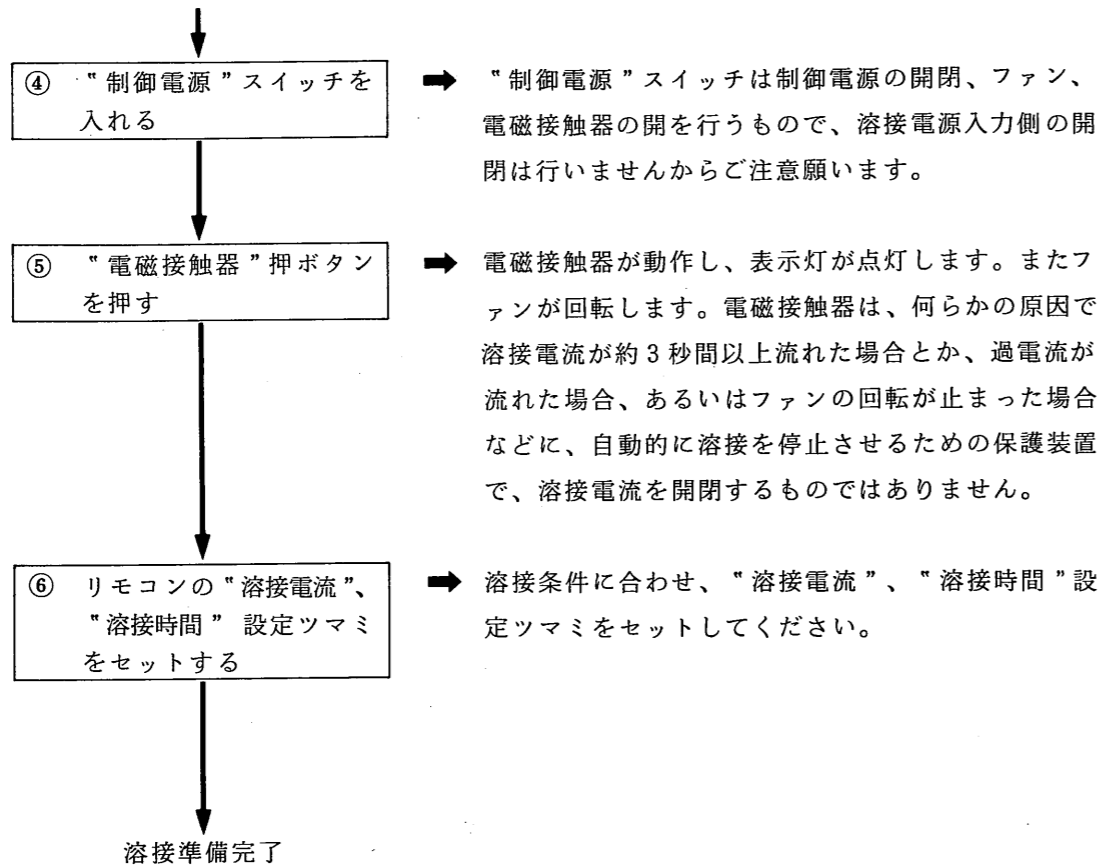 ④ 〝制御電源〟スイッチを
入れる
➡ 〝制御電源〟スイッチは制御電源の開閉、ファン、
電磁接触器の開を行うもので、溶接電源入力側の開
閉は行いませんからご注意願います。
⑤ 〝電磁接触器〟押ボタン
を押す
➡ 電磁接触器が動作し、表示灯が点灯します。またフ
ァンが回転します。電磁接触器は、何らかの原因で
溶接電流が約3秒間以上流れた場合とか、過電流が
流れた場合、あるいはファンの回転が止まった場合
などに、自動的に溶接を停止させるための保護装置
で、溶接電流を開閉するものではありません。
⑥ リモコンの〝溶接電流〟、
〝溶接時間〟設定ツマミ
をセットする
➡ 溶接条件に合わせ、〝溶接電流〟、〝溶接時間〟設
定ツマミをセットしてください。
溶接準備完了